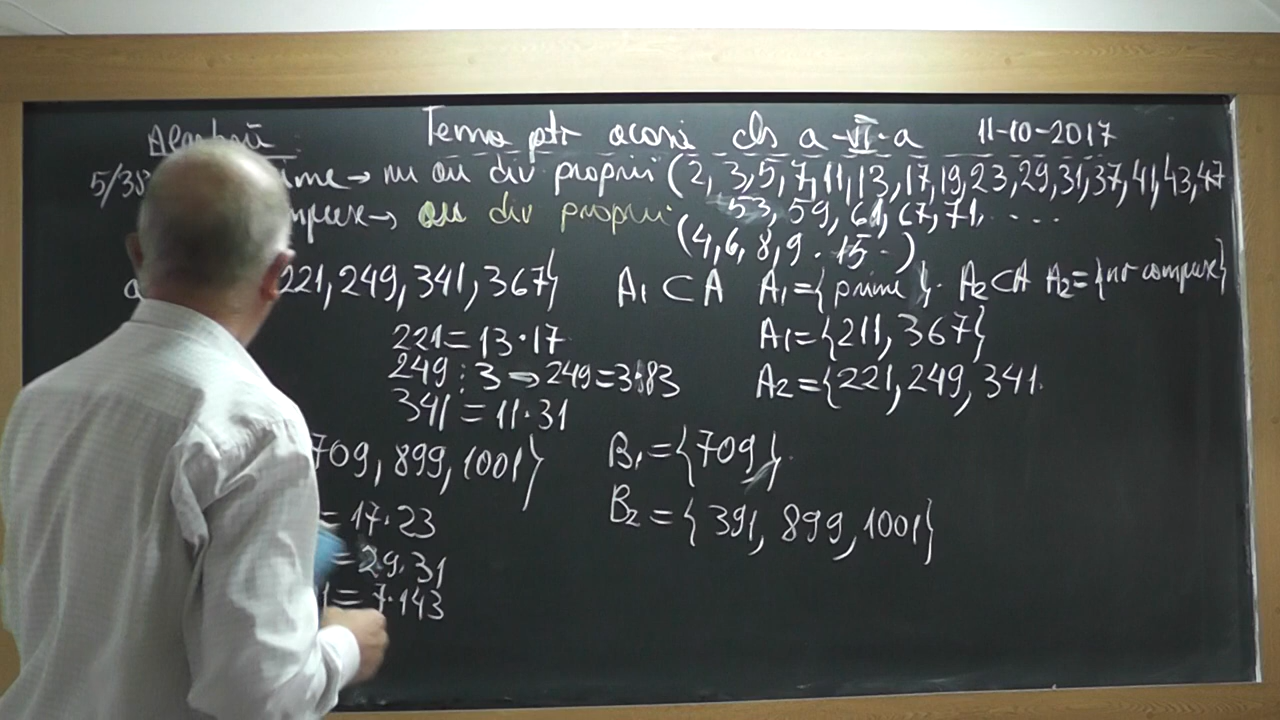 Algebră Tema ptr acasă cls a-VI-a 11-10-2017
5/38 → nu au div proprii (2, 3, 5, 7, 11, 13, 17, 19, 23, 29, 31, 37, 41, 43, 47
→ au div proprii 53, 59, 61, 67, 71, ....
(4, 6, 8, 9 . 15 . )
221, 249, 341, 367} A1 ⊂ A A1={prime}. A2⊂A A2={nr compuse}
221=13·17 A1={211, 367}
249:3→249=3·83 A2={221, 249, 341.
341=11·31
709, 899, 1001} B1={709}.
=17·23 B2={391, 899, 1001}
=29·31
1=7·143